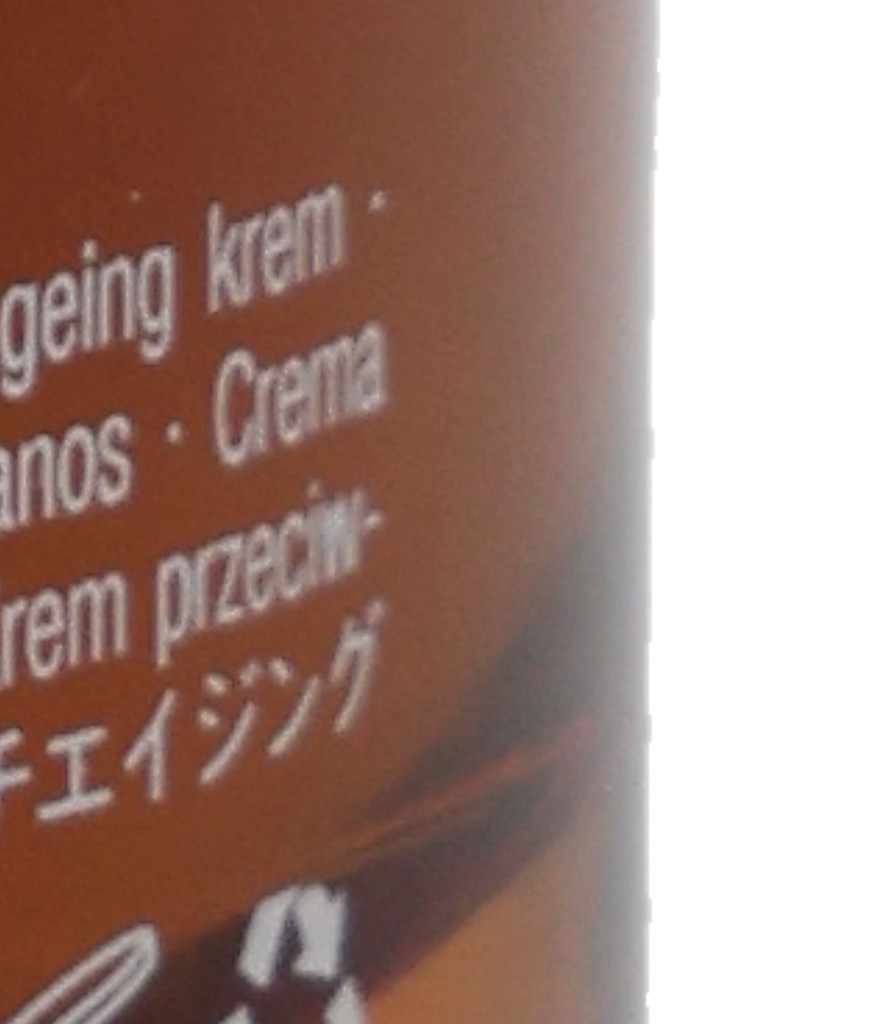 geing krem ·
anos · Crema
rem przeciw-
チエイジング